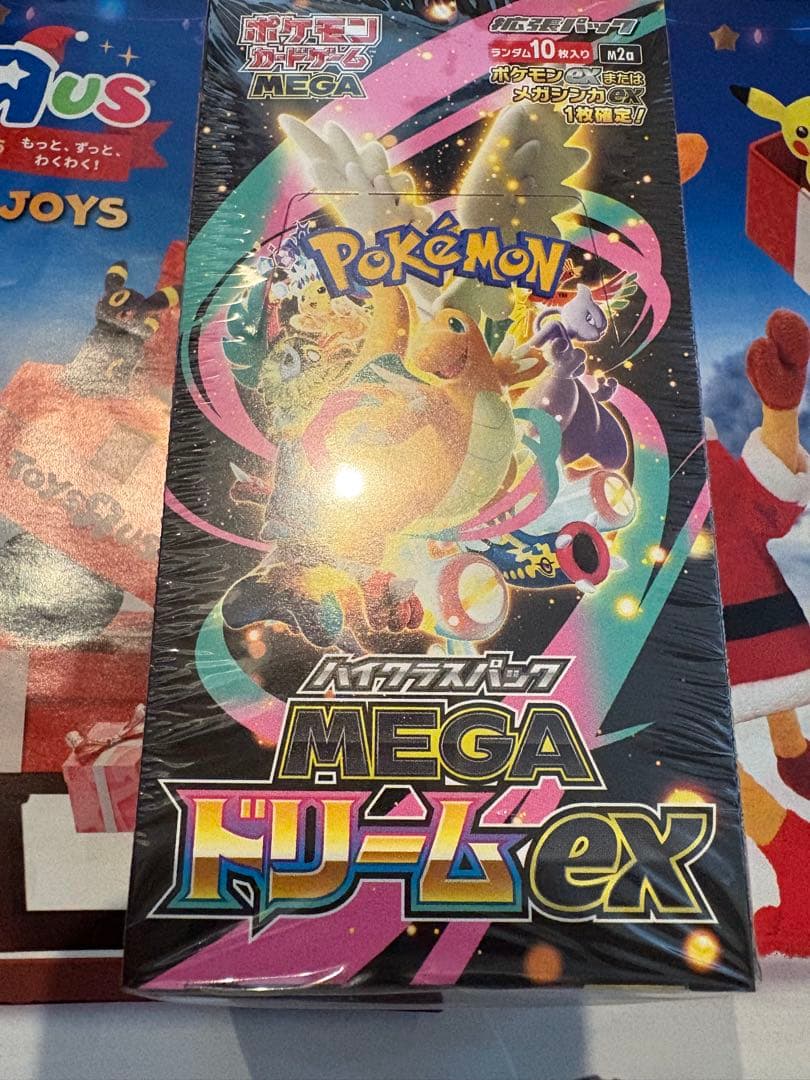 ポケモン
カードゲーム
MEGA
拡張パック
ランダム10枚入り M2a
ポケモンexまたは
メガシンカex
1枚確定!
RUS
もっと、ずっと、
わくわく!
JOYS
POKéMON
TM
TOYSRUS
ハイクラスパック
MEGA
ドリームex